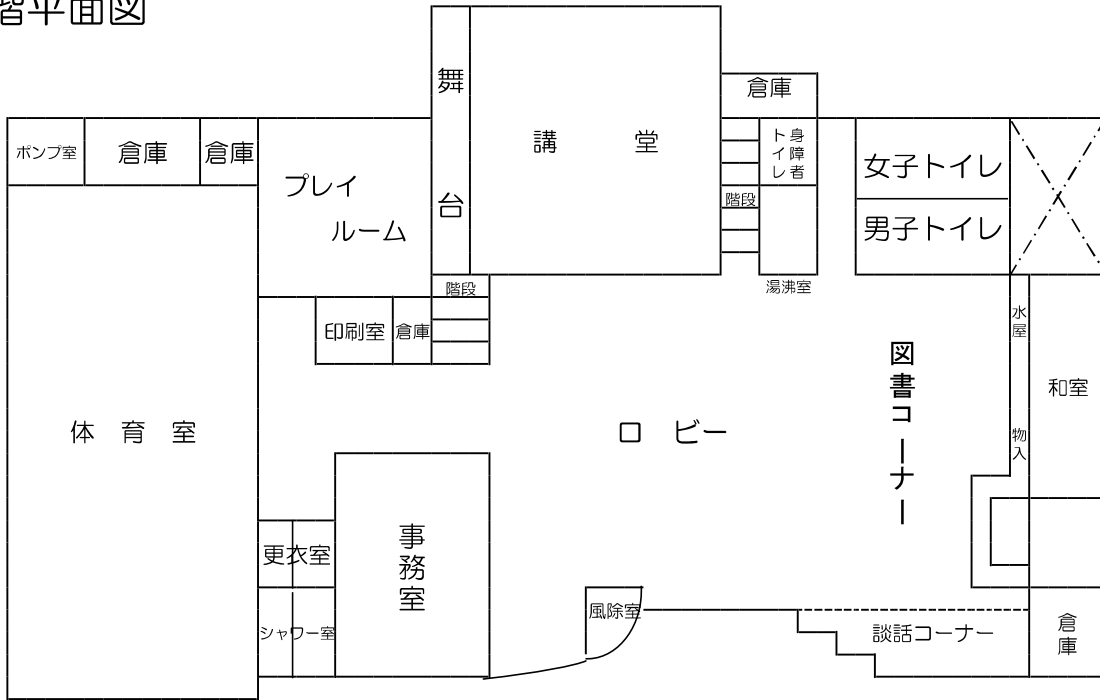 階平面図
舞台
講堂
倉庫
ポンプ室
倉庫
倉庫
プレイ
ルーム
身障者
トイレ
階段
女子トイレ
男子トイレ
湯沸室
階段
印刷室
倉庫
水屋
図書コーナー
和室
体育室
ロビー
物入
更衣室
事務室
シャワー室
風除室
談話コーナー
倉庫